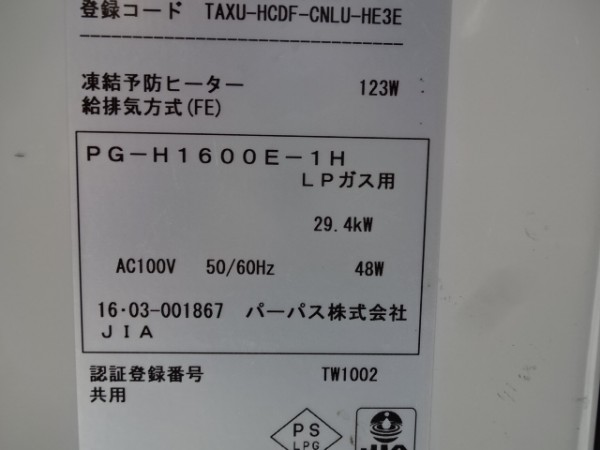 登録コード TAXU-HCDF-CNLU-HE3E
凍結予防ヒーター 123W
給排気方式(FE)
PG-H1600E-1H
LPガス用
29.4kW
AC100V 50/60Hz 48W
16･03-001867 パーパス株式会社
JIA
認証登録番号 TW1002
共用
PS
LPG